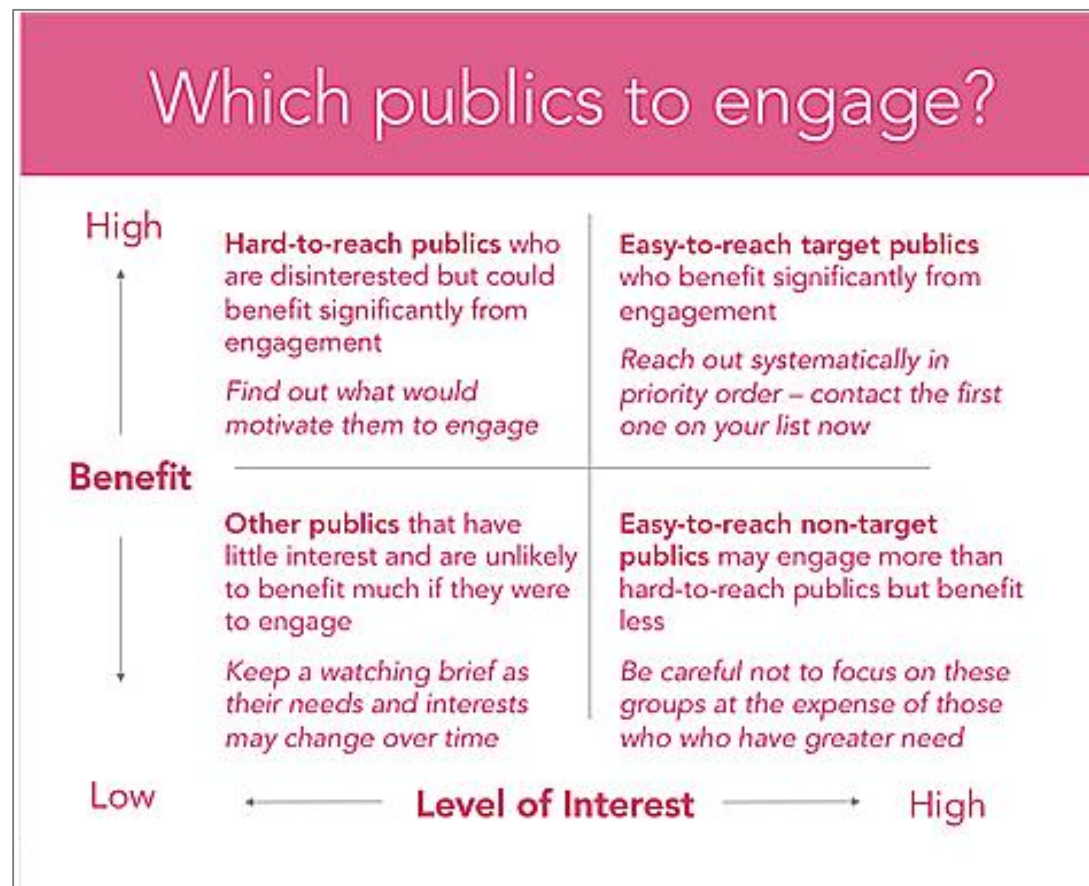 Which publics to engage?
High
Hard-to-reach publics who
are disinterested but could
benefit significantly from
engagement
Find out what would
motivate them to engage
Easy-to-reach target publics
who benefit significantly from
engagement
Reach out systematically in
priority order – contact the first
one on your list now
Benefit
Other publics that have
little interest and are unlikely
to benefit much if they were
to engage
Keep a watching brief as
their needs and interests
may change over time
Easy-to-reach non-target
publics may engage more than
hard-to-reach publics but benefit
less
Be careful not to focus on these
groups at the expense of those
who who have greater need
Low
Level of Interest
High